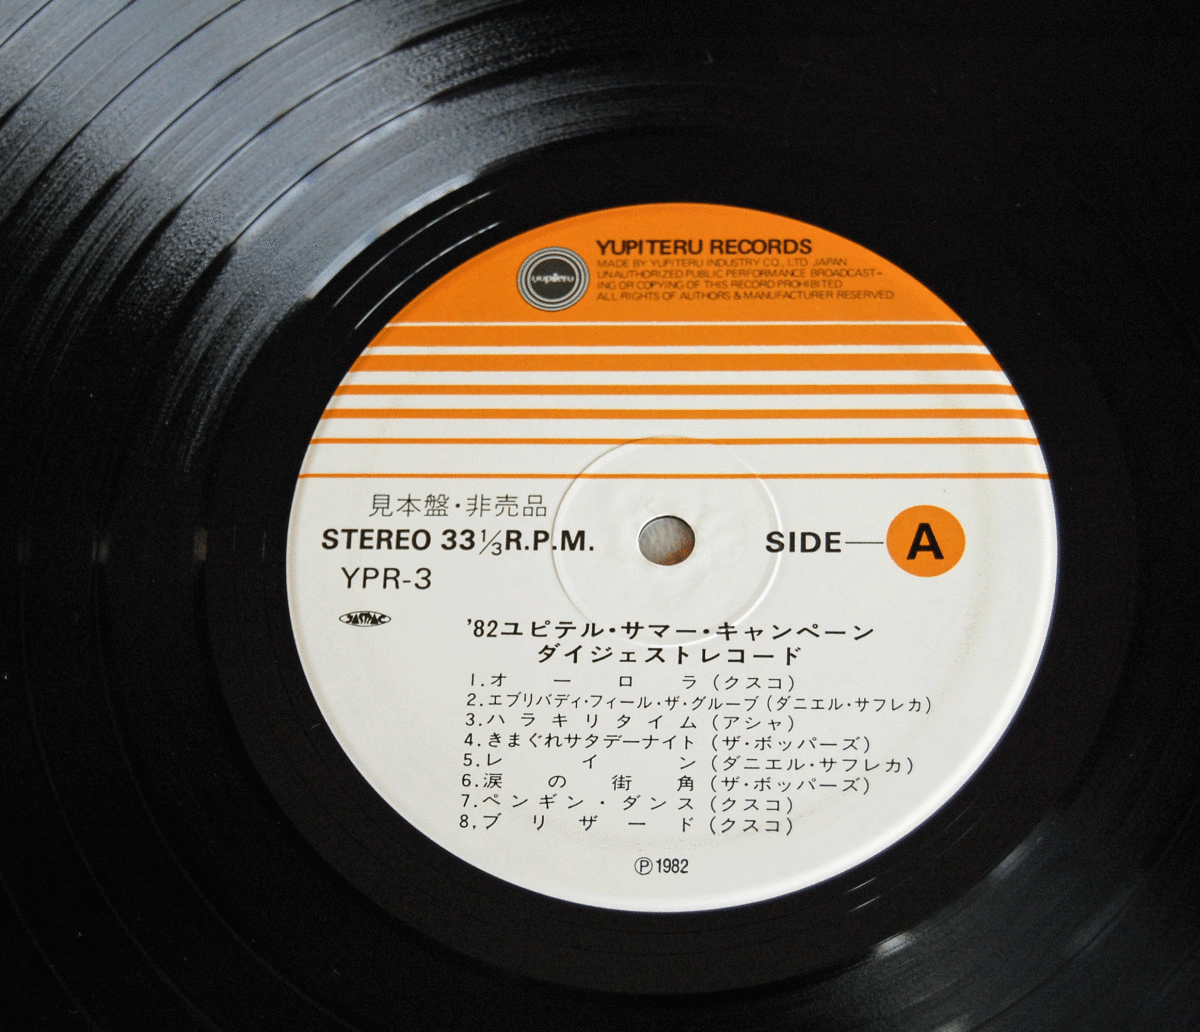 YUPITERU RECORDS
yupiteru
MADE BY YUPITERU INDUSTRY CO., LTD. JAPAN
UNAUTHORIZED PUBLIC PERFORMANCE BROADCAST-
ING OR COPYING OF THIS RECORD PROHIBITED
ALL RIGHTS OF AUTHORS & MANUFACTURER RESERVED
見本盤・非売品
STEREO 33⅓R.P.M.
SIDE—A
YPR-3
JASRAC
'82ユピテル・サマー・キャンペーン
ダイジェストレコード
1.オーロラ(クスコ)
2.エブリバディ・フィール・ザ・グルーブ(ダニエル・サフレカ)
3.ハラキリタイム(アシャ)
4.きまぐれサタデーナイト(ザ・ボッパーズ)
5.レイン(ダニエル・サフレカ)
6.涙の街角(ザ・ボッパーズ)
7.ペンギン・ダンス(クスコ)
8.ブリザード(クスコ)
Ⓟ1982